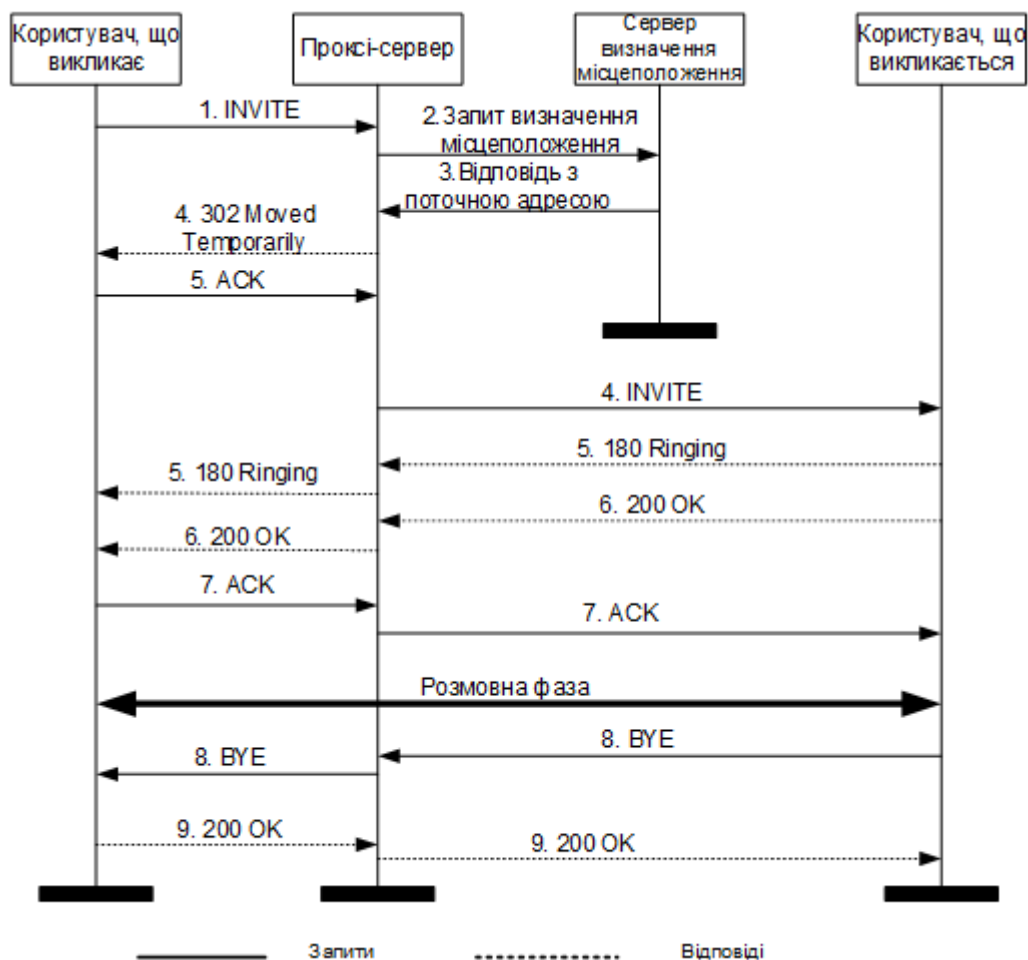 Користувач, що
викликає
Проксі-сервер
Сервер
визначення
місцеположення
Користувач, що
викликається
1. INVITE
2.Запит визначення
місцеположення
3.Відповідь з
поточною адресою
4. 302 Moved
Temporarily
5. ACK
4. INVITE
5. 180 Ringing
5. 180 Ringing
6. 200 OK
6. 200 OK
7. ACK
7. ACK
Розмовна фаза
8. BYE
8. BYE
9. 200 OK
9. 200 OK
Запити
Відповіді